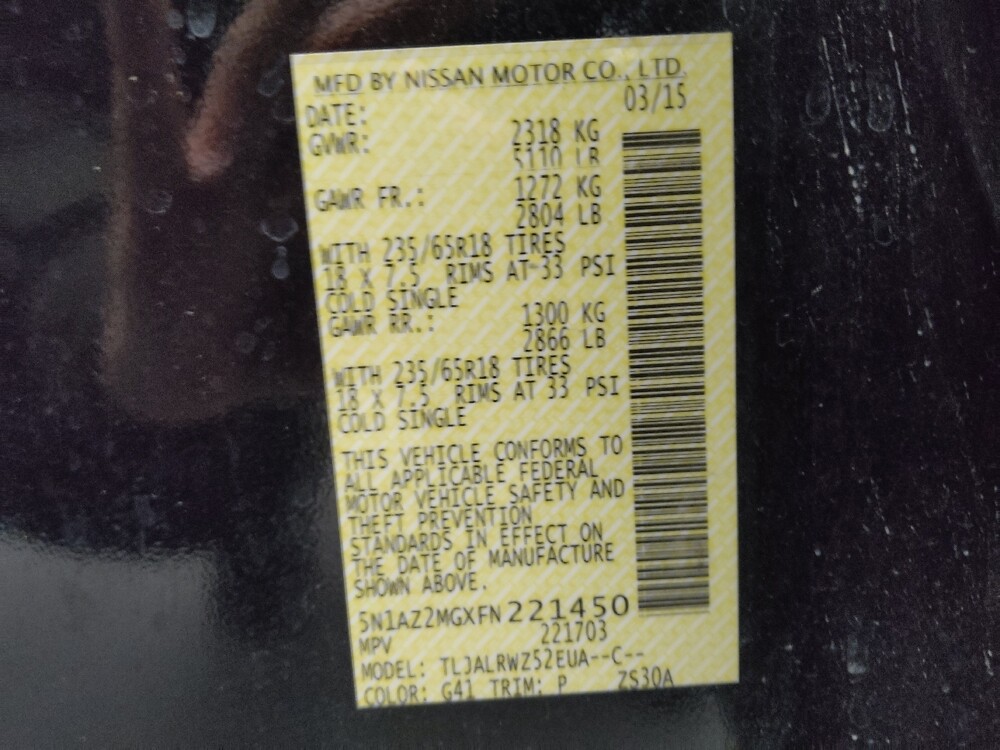 MFD BY NISSAN MOTOR CO., LTD.
DATE: 03/15
GVWR: 2318 KG
5110 LB
GAWR FR.: 1272 KG
2804 LB
WITH 235/65R18 TIRES
18 X 7.5 RIMS AT 33 PSI
COLD SINGLE
GAWR RR.: 1300 KG
2866 LB
WITH 235/65R18 TIRES
18 X 7.5 RIMS AT 33 PSI
COLD SINGLE
THIS VEHICLE CONFORMS TO
ALL APPLICABLE FEDERAL
MOTOR VEHICLE SAFETY AND
THEFT PREVENTION
STANDARDS IN EFFECT ON
THE DATE OF MANUFACTURE
SHOWN ABOVE.
5N1AZ2MGXFN221450
MPV 221703
MODEL: TLJALRWZ52EUA--C--
COLOR: G41 TRIM: P ZS30A